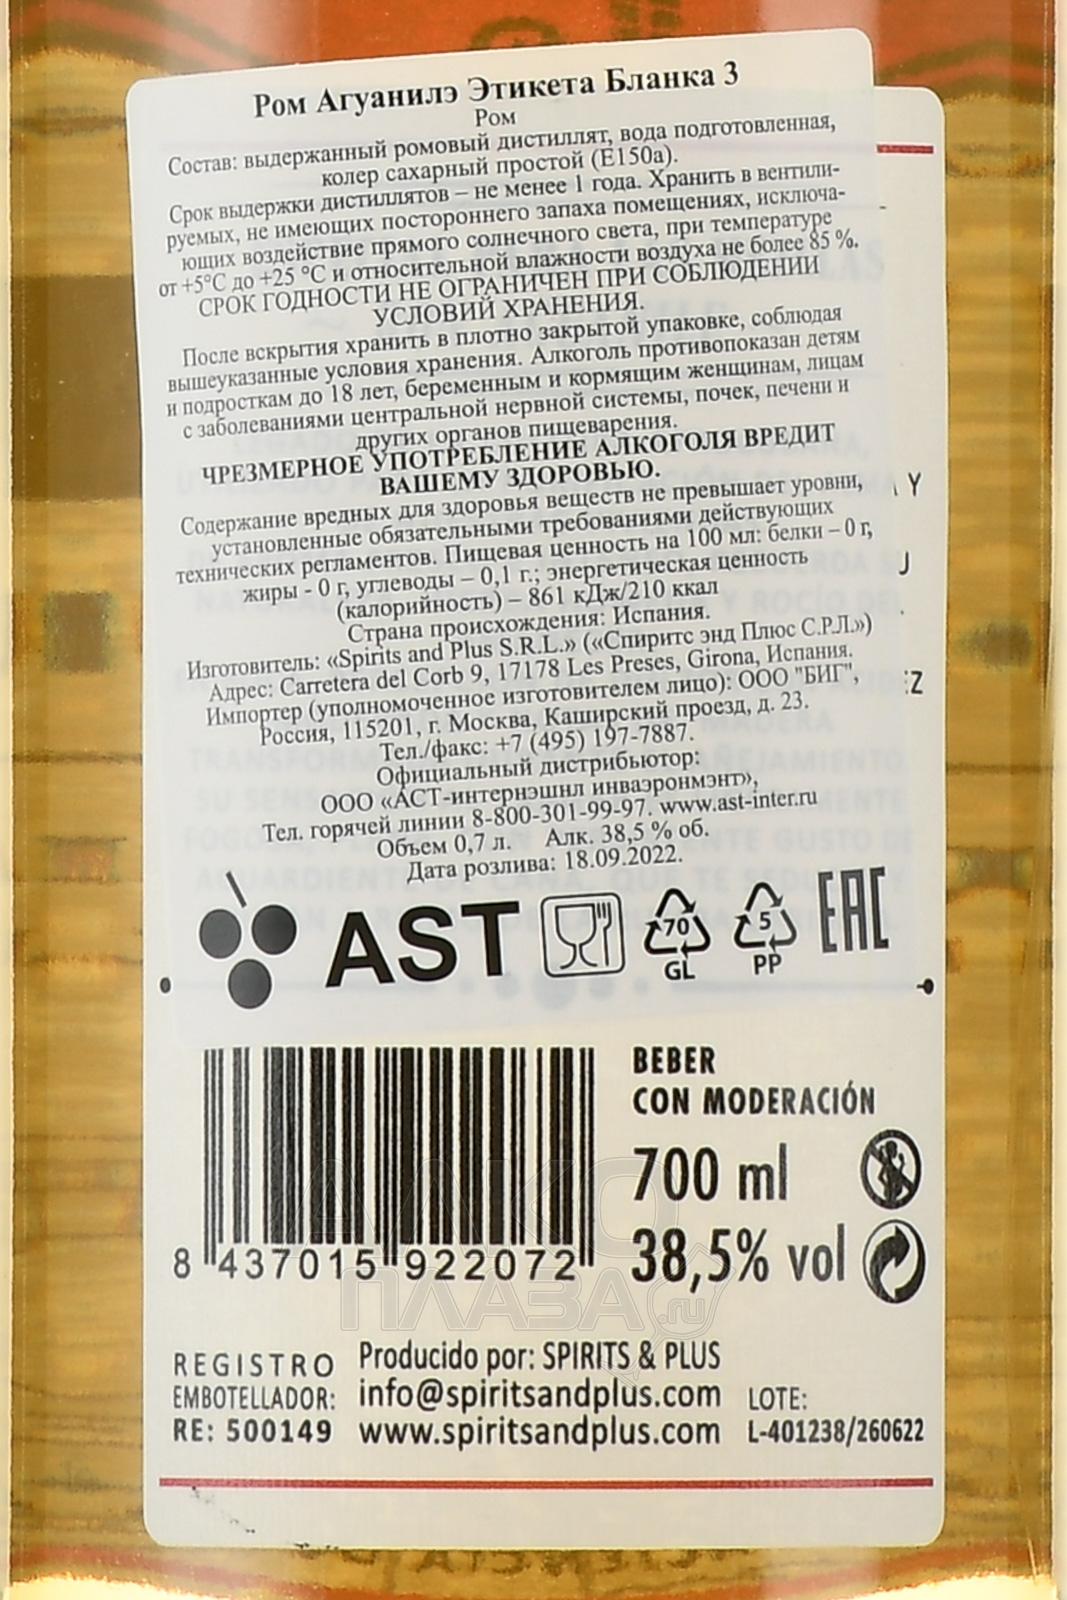 Ром Агуанилэ Этикета Бланка 3
Ром
Состав: выдержанный ромовый дистиллят, вода подготовленная,
колер сахарный простой (Е150а).
Срок выдержки дистиллятов – не менее 1 года. Хранить в вентили-
руемых, не имеющих постороннего запаха помещениях, исключа-
ющих воздействие прямого солнечного света, при температуре
от +5°С до +25 °С и относительной влажности воздуха не более 85 %.
СРОК ГОДНОСТИ НЕ ОГРАНИЧЕН ПРИ СОБЛЮДЕНИИ
УСЛОВИЙ ХРАНЕНИЯ.
После вскрытия хранить в плотно закрытой упаковке, соблюдая
вышеуказанные условия хранения. Алкоголь противопоказан детям
и подросткам до 18 лет, беременным и кормящим женщинам, лицам
с заболеваниями центральной нервной системы, почек, печени и
других органов пищеварения.
ЧРЕЗМЕРНОЕ УПОТРЕБЛЕНИЕ АЛКОГОЛЯ ВРЕДИТ
ВАШЕМУ ЗДОРОВЬЮ.
Содержание вредных для здоровья веществ не превышает уровни,
установленные обязательными требованиями действующих
технических регламентов. Пищевая ценность на 100 мл: белки – 0 г,
жиры - 0 г, углеводы – 0,1 г.; энергетическая ценность
(калорийность) – 861 кДж/210 ккал
Страна происхождения: Испания.
Изготовитель: «Spirits and Plus S.R.L.» («Спиритс энд Плюс С.Р.Л.»)
Адрес: Carretera del Corb 9, 17178 Les Preses, Girona, Испания.
Импортер (уполномоченное изготовителем лицо): ООО "БИГ",
Россия, 115201, г. Москва, Каширский проезд, д. 23.
Тел./факс: +7 (495) 197-7887.
Официальный дистрибьютор:
ООО «АСТ-интернэшнл инваэронмэнт»,
Тел. горячей линии 8-800-301-99-97. www.ast-inter.ru
Объем 0,7 л. Алк. 38,5 % об.
Дата розлива: 18.09.2022.
AST
70
GL
5
PP
EAC
BEBER
CON MODERACIÓN
700 ml
38,5% vol
8 437015 922072
АЛКО
ПЛАЗА
.ru
REGISTRO
EMBOTELLADOR:
RE: 500149
Producido por: SPIRITS & PLUS
info@spiritsandplus.com
www.spiritsandplus.com
LOTE:
L-401238/260622